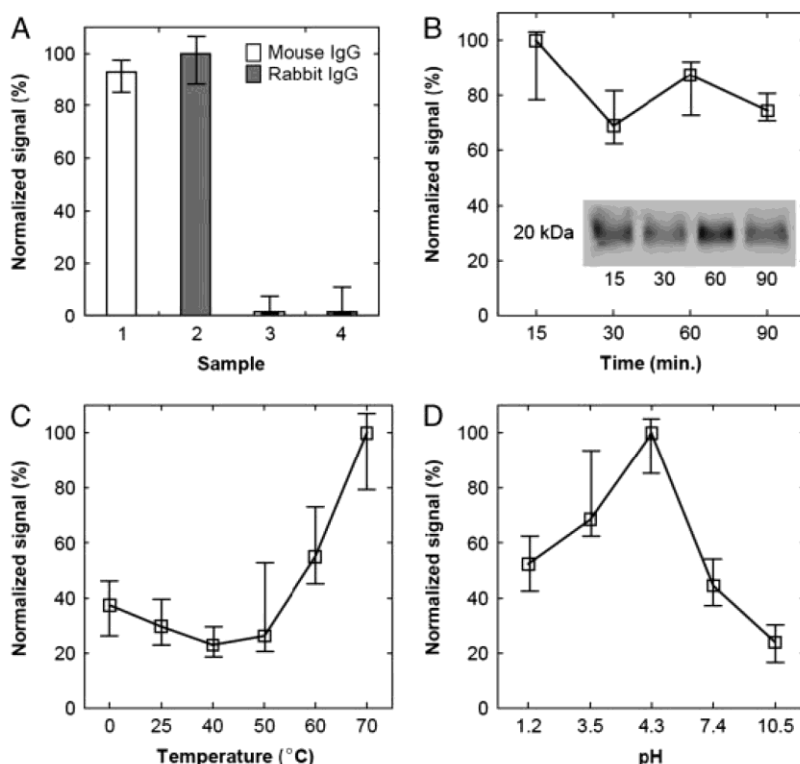 A
Normalized signal (%)
100
80
60
40
20
0
Mouse IgG
Rabbit IgG
1 2 3 4
Sample
B
Normalized signal (%)
100
80
60
40
20
0
20 kDa
15 30 60 90
15 30 60 90
Time (min.)
C
Normalized signal (%)
100
80
60
40
20
0
0 25 40 50 60 70
Temperature (°C)
D
Normalized signal (%)
100
80
60
40
20
0
1.2 3.5 4.3 7.4 10.5
pH